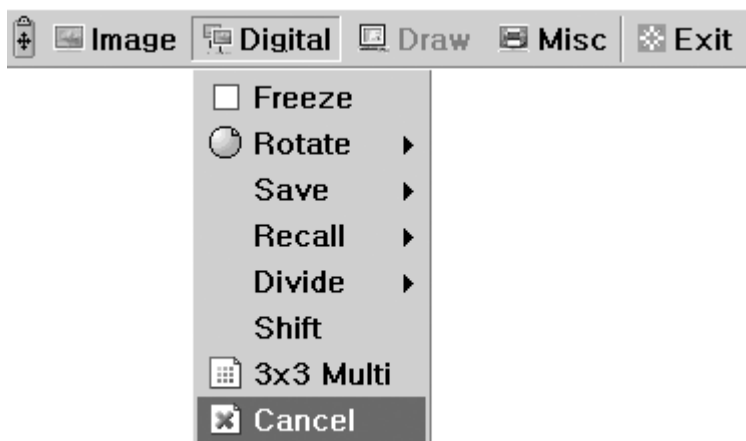 Image Digital Draw Misc Exit
Freeze
Rotate
Save
Recall
Divide
Shift
3x3 Multi
Cancel